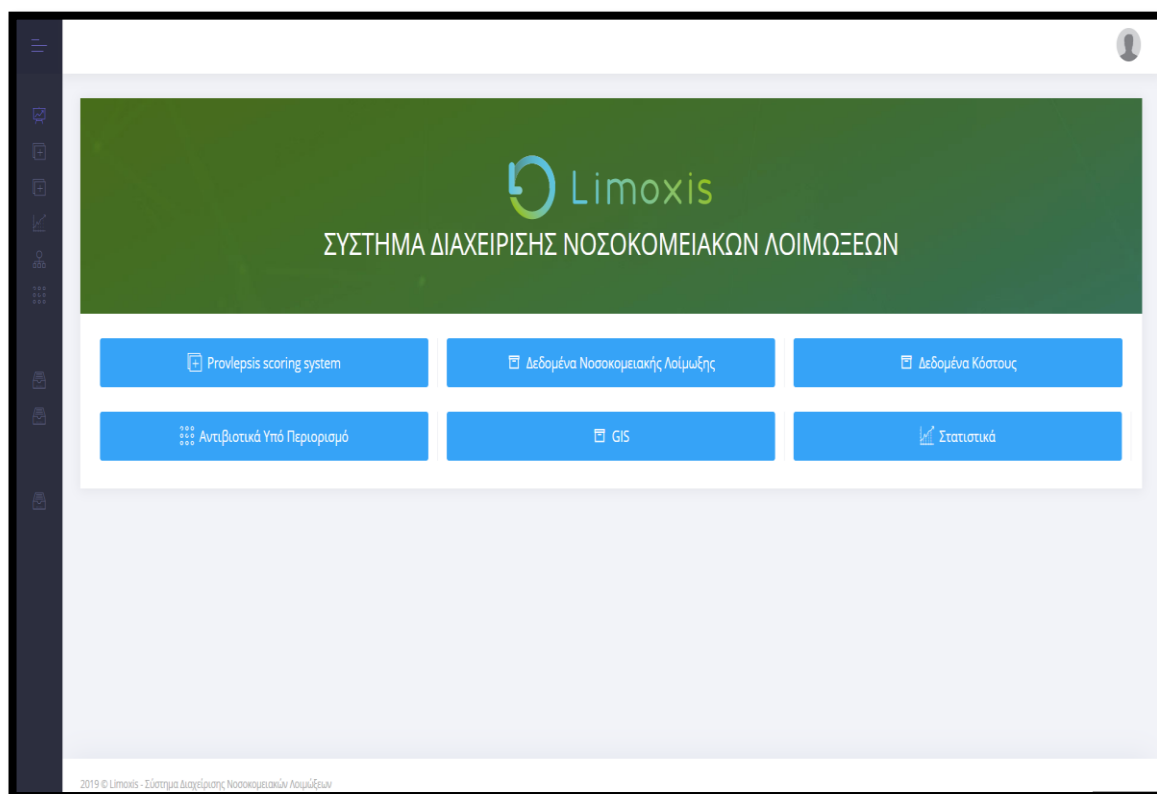 Limoxis
ΣΥΣΤΗΜΑ ΔΙΑΧΕΙΡΙΣΗΣ ΝΟΣΟΚΟΜΕΙΑΚΩΝ ΛΟΙΜΩΞΕΩΝ
Provlepsis scoring system
Δεδομένα Νοσοκομειακής Λοίμωξης
Δεδομένα Κόστους
Αντιβιοτικά Υπό Περιορισμό
GIS
Στατιστικά
2019 © Limoxis - Σύστημα Διαχείρισης Νοσοκομειακών Λοιμώξεων